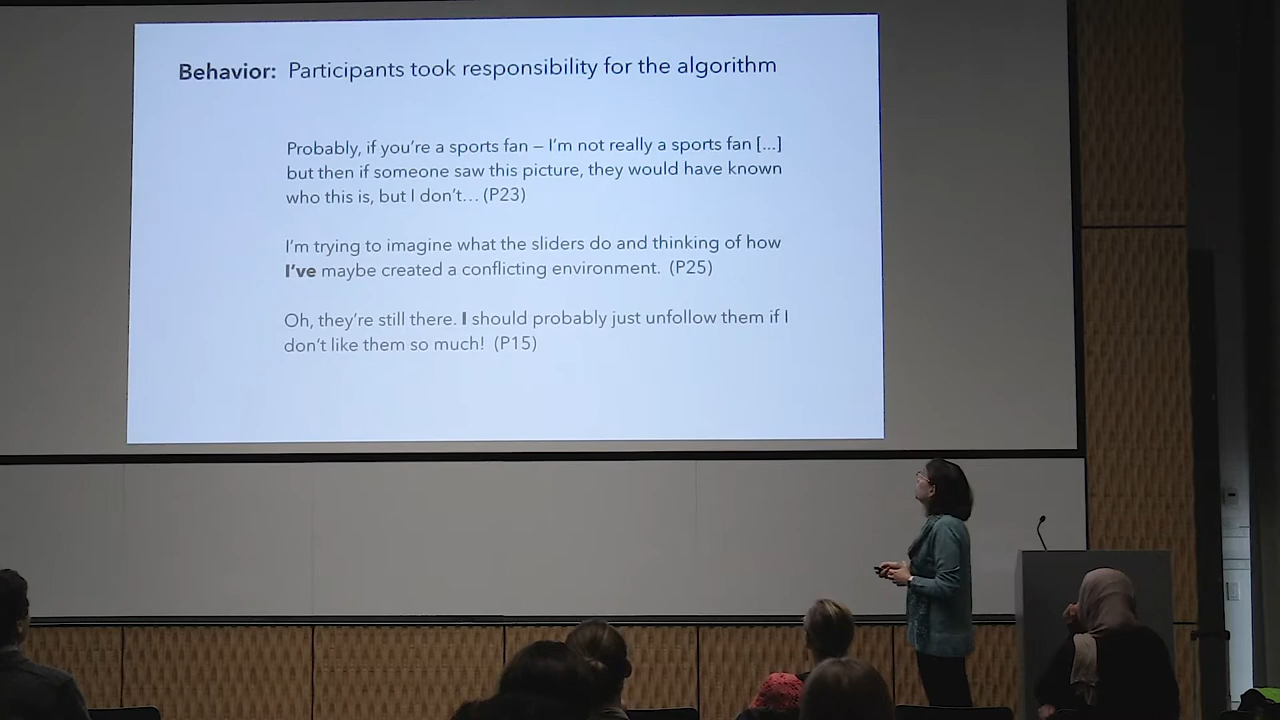 Behavior: Participants took responsibility for the algorithm
Probably, if you're a sports fan – I'm not really a sports fan [...]
but then if someone saw this picture, they would have known
who this is, but I don't... (P23)
I'm trying to imagine what the sliders do and thinking of how
I've maybe created a conflicting environment. (P25)
Oh, they're still there. I should probably just unfollow them if I
don't like them so much! (P15)